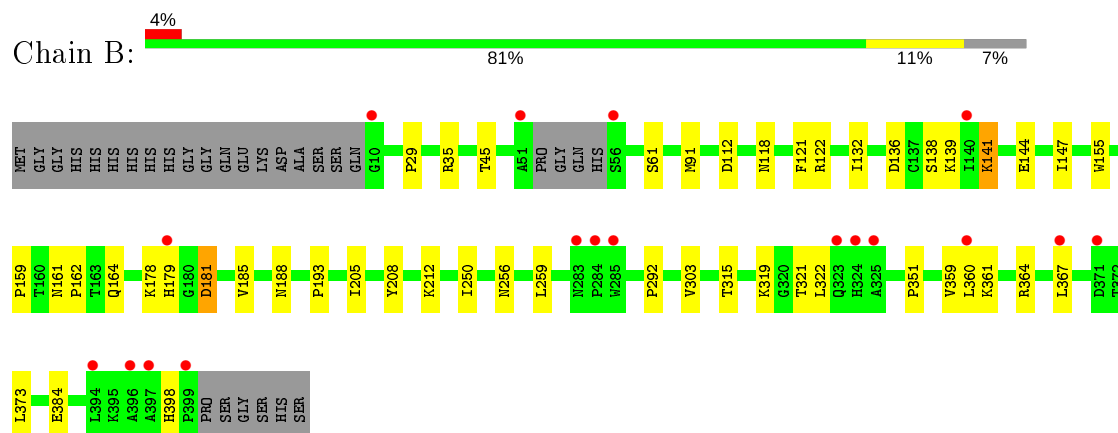 4%
Chain B:
81% 11% 7%
MET GLY GLY HIS HIS HIS HIS HIS HIS GLY GLY GLN GLU LYS ASP ALA SER SER GLN G10 P29 R35 T45 A51 PRO GLY GLN HIS S56 S61 M91 D112 N118 F121 R122 I132 D136 C137 S138 K139 I140 K141 E144 I147 W155
P159 T160 N161 P162 T163 Q164 K178 H179 G180 D181 V185 N188 P193 I205 Y208 K212 I250 N256 L259 N283 P284 W285 P292 V303 T315 K319 G320 T321 L322 Q323 H324 A325 P351 V359 L360 K361 R364 L367 D371 T372
L373 E384 L394 K395 A396 A397 H398 P399 PRO SER GLY SER HIS SER